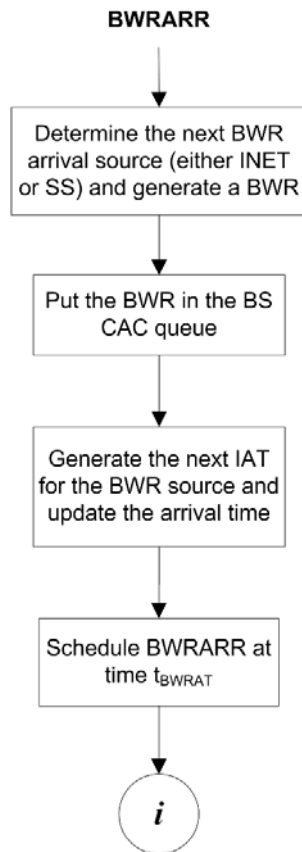 BWRARR
Determine the next BWR
arrival source (either INET
or SS) and generate a BWR
Put the BWR in the BS
CAC queue
Generate the next IAT
for the BWR source and
update the arrival time
Schedule BWRARR at
time t_BWRAT
i